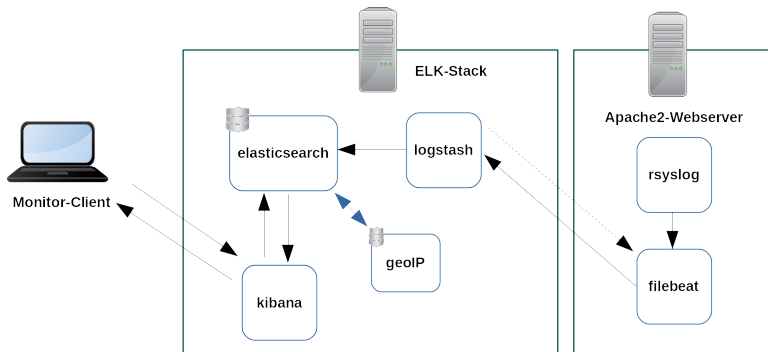 ELK-Stack
Apache2-Webserver
elasticsearch
logstash
rsyslog
Monitor-Client
geoIP
filebeat
kibana